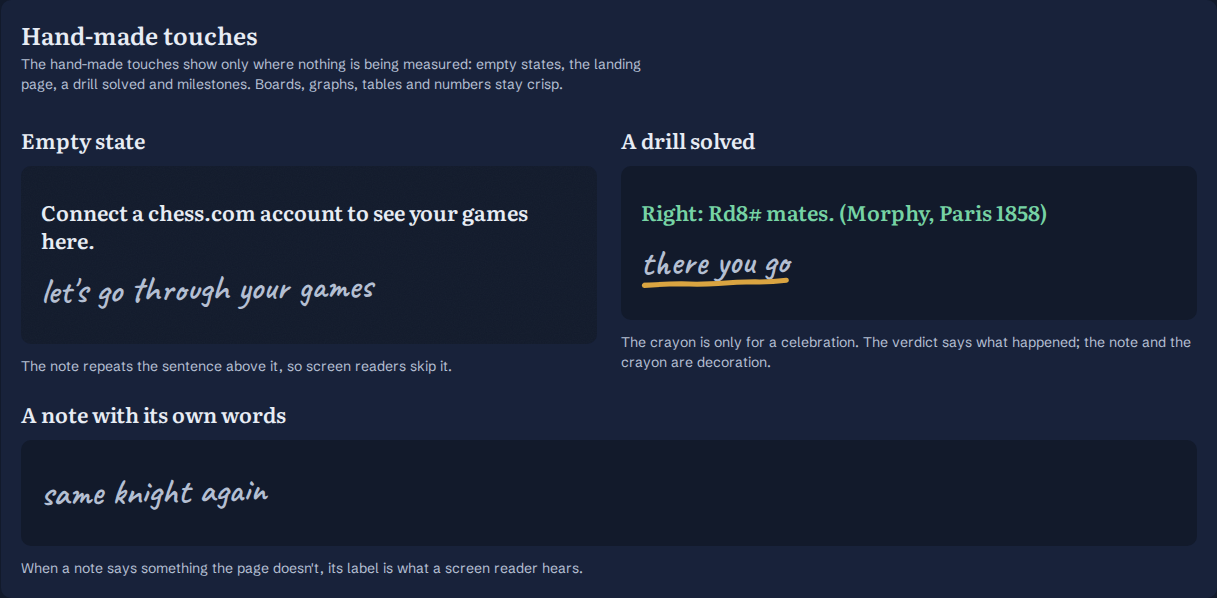 Hand-made touches
The hand-made touches show only where nothing is being measured: empty states, the landing
page, a drill solved and milestones. Boards, graphs, tables and numbers stay crisp.
Empty state
Connect a chess.com account to see your games
here.
let's go through your games
The note repeats the sentence above it, so screen readers skip it.
A drill solved
Right: Rd8# mates. (Morphy, Paris 1858)
there you go
The crayon is only for a celebration. The verdict says what happened; the note and the
crayon are decoration.
A note with its own words
same knight again
When a note says something the page doesn't, its label is what a screen reader hears.